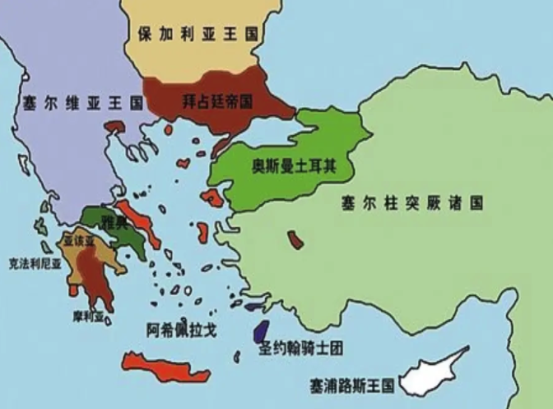 保加利亚王国
塞尔维亚王国
拜占廷帝国
奥斯曼土耳其
塞尔柱突厥诸国
雅典
亚该亚
克法利尼亚
摩利亚
阿希佩拉戈
圣约翰骑士团
塞浦路斯王国